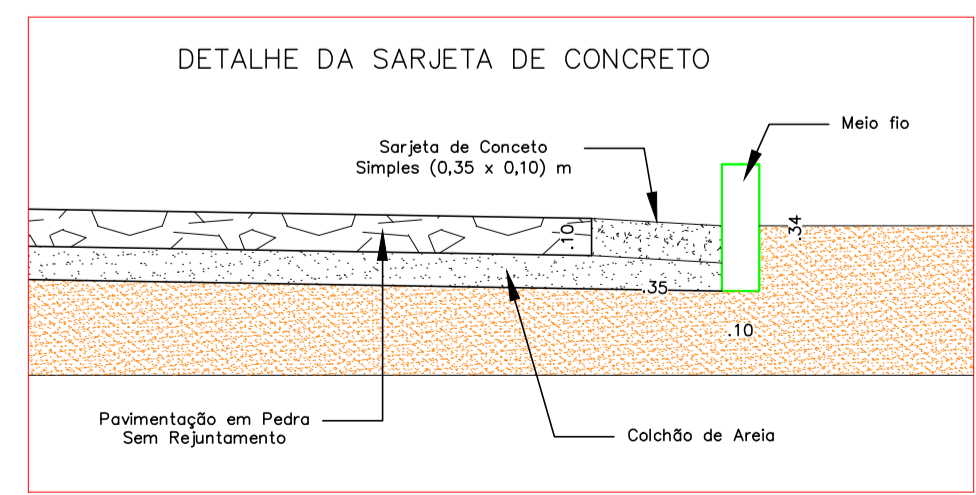 DETALHE DA SARJETA DE CONCRETO
Meio fio
Sarjeta de Conceto
Simples (0,35 x 0,10) m
.10
.34
.35
.10
Pavimentação em Pedra
Sem Rejuntamento
Colchão de Areia